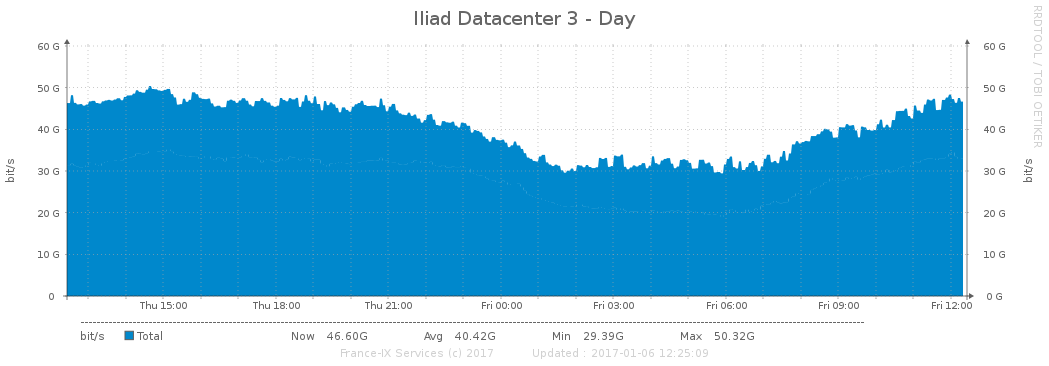 Iliad Datacenter 3 - Day
RRDTOOL / TOBI OETIKER
60 G 60 G
50 G 50 G
40 G 40 G
30 G 30 G
20 G 20 G
10 G 10 G
0 0 G
bit/s bit/s
Thu 15:00 Thu 18:00 Thu 21:00 Fri 00:00 Fri 03:00 Fri 06:00 Fri 09:00 Fri 12:00
bit/s Total Now 46.60G Avg 40.42G Min 29.39G Max 50.32G
France-IX Services (c) 2017 Updated : 2017-01-06 12:25:09